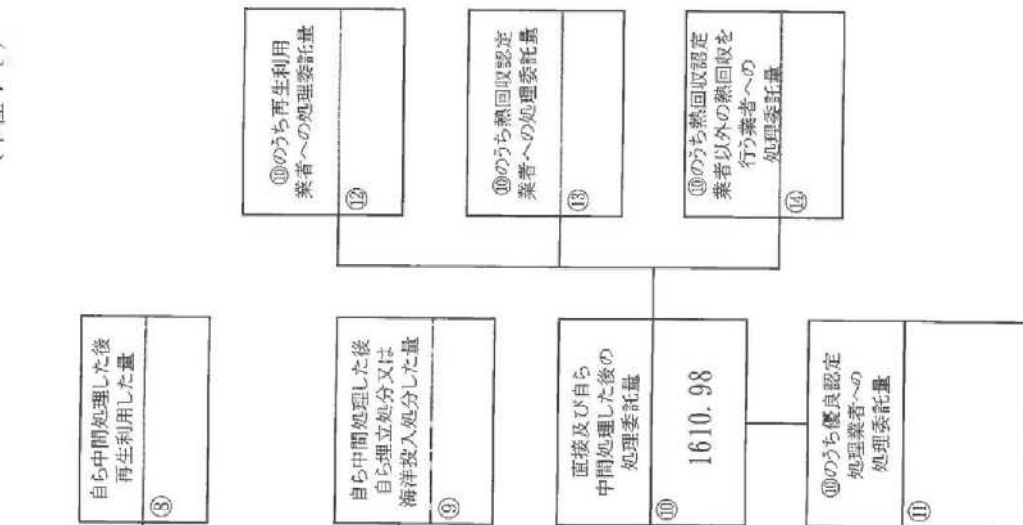 自ら中間処理した後
再生利用した量
⑧
自ら中間処理した後
自ら埋立処分又は
海洋投入処分した量
⑨
直接及び自ら
中間処理した後の
処理委託量
⑩
1610.98
⑩のうち優良認定
処理業者への
処理委託量
⑪
⑩のうち再生利用
業者への処理委託量
⑫
⑩のうち熱回収認定
業者への処理委託量
⑬
⑩のうち熱回収認定
業者以外の熱回収を
行う業者への
処理委託量
⑭